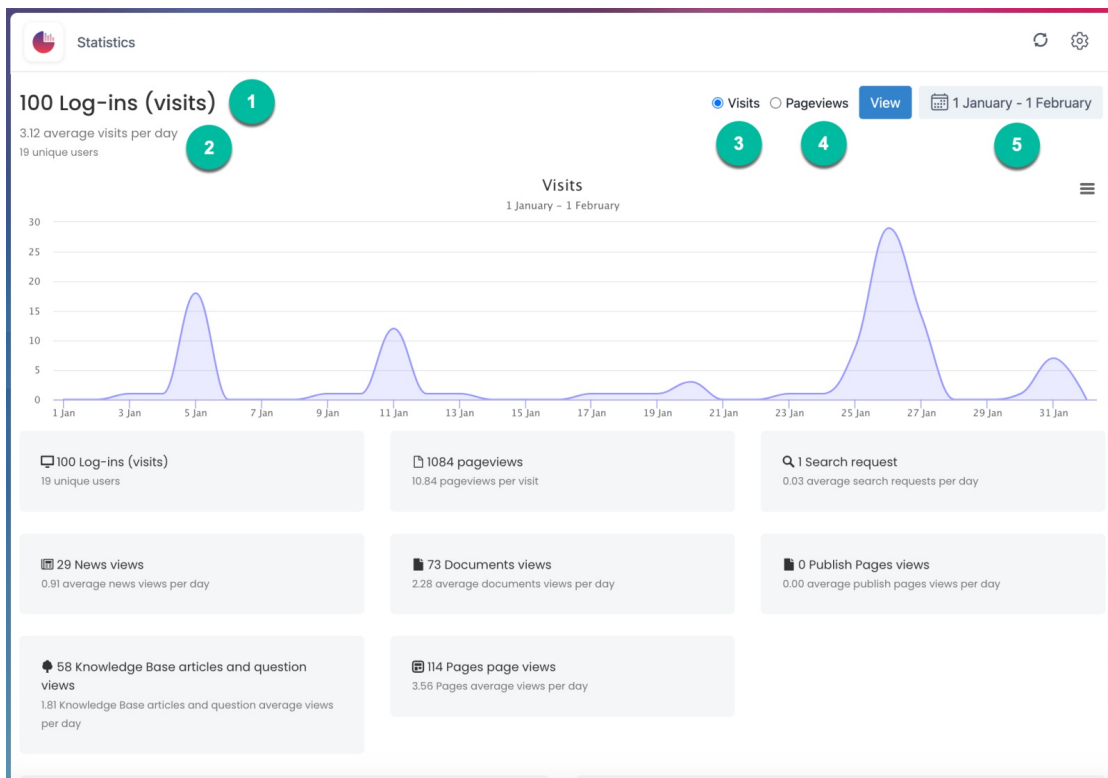 Statistics
100 Log-ins (visits)
1
3.12 average visits per day
19 unique users
2
Visits
Pageviews
View
1 January - 1 February
3
4
5
Visits
1 January - 1 February
30
25
20
15
10
5
0
1 Jan 3 Jan 5 Jan 7 Jan 9 Jan 11 Jan 13 Jan 15 Jan 17 Jan 19 Jan 21 Jan 23 Jan 25 Jan 27 Jan 29 Jan 31 Jan
100 Log-ins (visits)
19 unique users
1084 pageviews
10.84 pageviews per visit
1 Search request
0.03 average search requests per day
29 News views
0.91 average news views per day
73 Documents views
2.28 average documents views per day
0 Publish Pages views
0.00 average publish pages views per day
58 Knowledge Base articles and question
views
1.81 Knowledge Base articles and question average views
per day
114 Pages page views
3.56 Pages average views per day